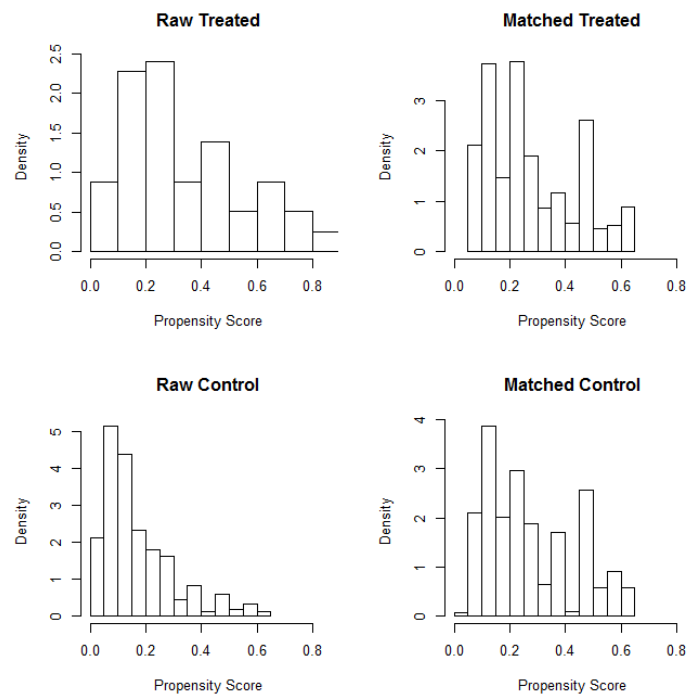 Raw Treated
Density
0.0 0.5 1.0 1.5 2.0 2.5
0.0 0.2 0.4 0.6 0.8
Propensity Score
Matched Treated
Density
0 1 2 3
0.0 0.2 0.4 0.6 0.8
Propensity Score
Raw Control
Density
0 1 2 3 4 5
0.0 0.2 0.4 0.6 0.8
Propensity Score
Matched Control
Density
0 1 2 3 4
0.0 0.2 0.4 0.6 0.8
Propensity Score